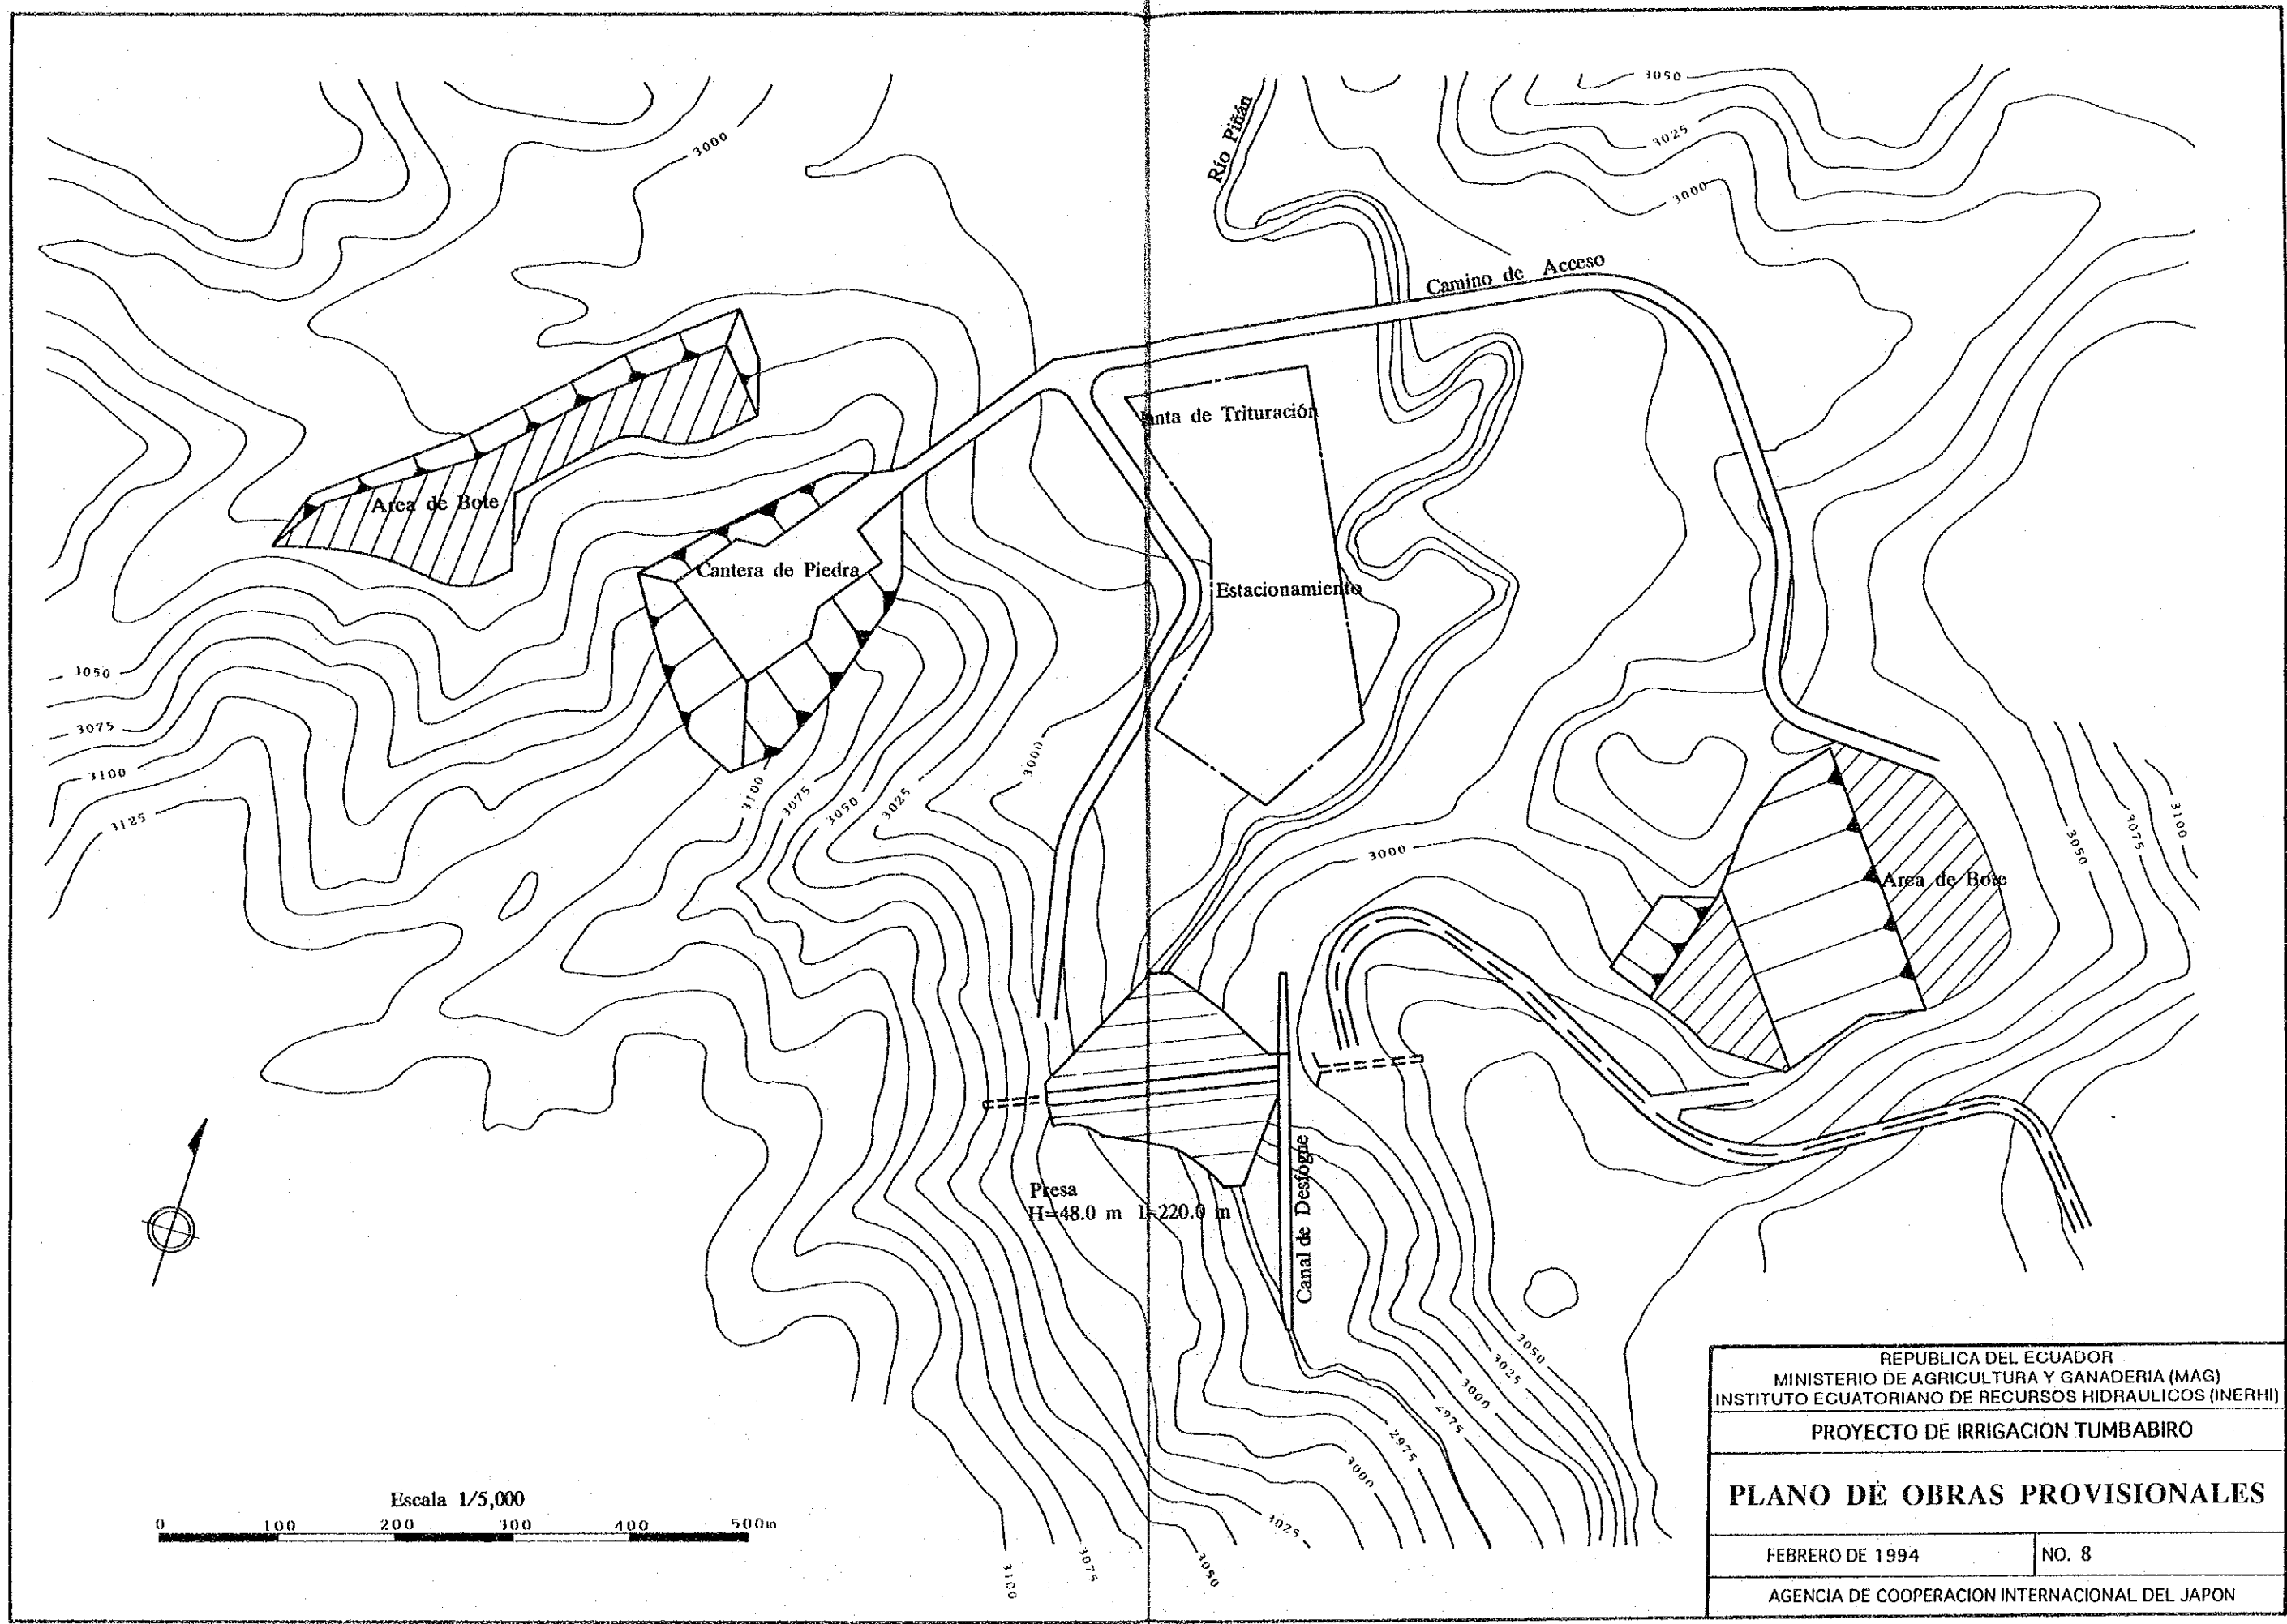 3050
Río Piñán
3025
3000
3000
Camino de Acceso
anta de Trituración
Area de Bote
Cantera de Piedra
Estacionamiento
3050
3075
3100
3125
3000
3100
3075
3050
3025
3000
3050
3075
3100
Area de Bote
Presa
H=48.0 m L=220.0 m
Canal de Desfogue
3050
3025
3000
2975
2975
3000
3025
3050
3075
3100
Escala 1/5,000
0 100 200 300 400 500m
REPUBLICA DEL ECUADOR
MINISTERIO DE AGRICULTURA Y GANADERIA (MAG)
INSTITUTO ECUATORIANO DE RECURSOS HIDRAULICOS (INERHI)
PROYECTO DE IRRIGACION TUMBABIRO
PLANO DE OBRAS PROVISIONALES
FEBRERO DE 1994
NO. 8
AGENCIA DE COOPERACION INTERNACIONAL DEL JAPON